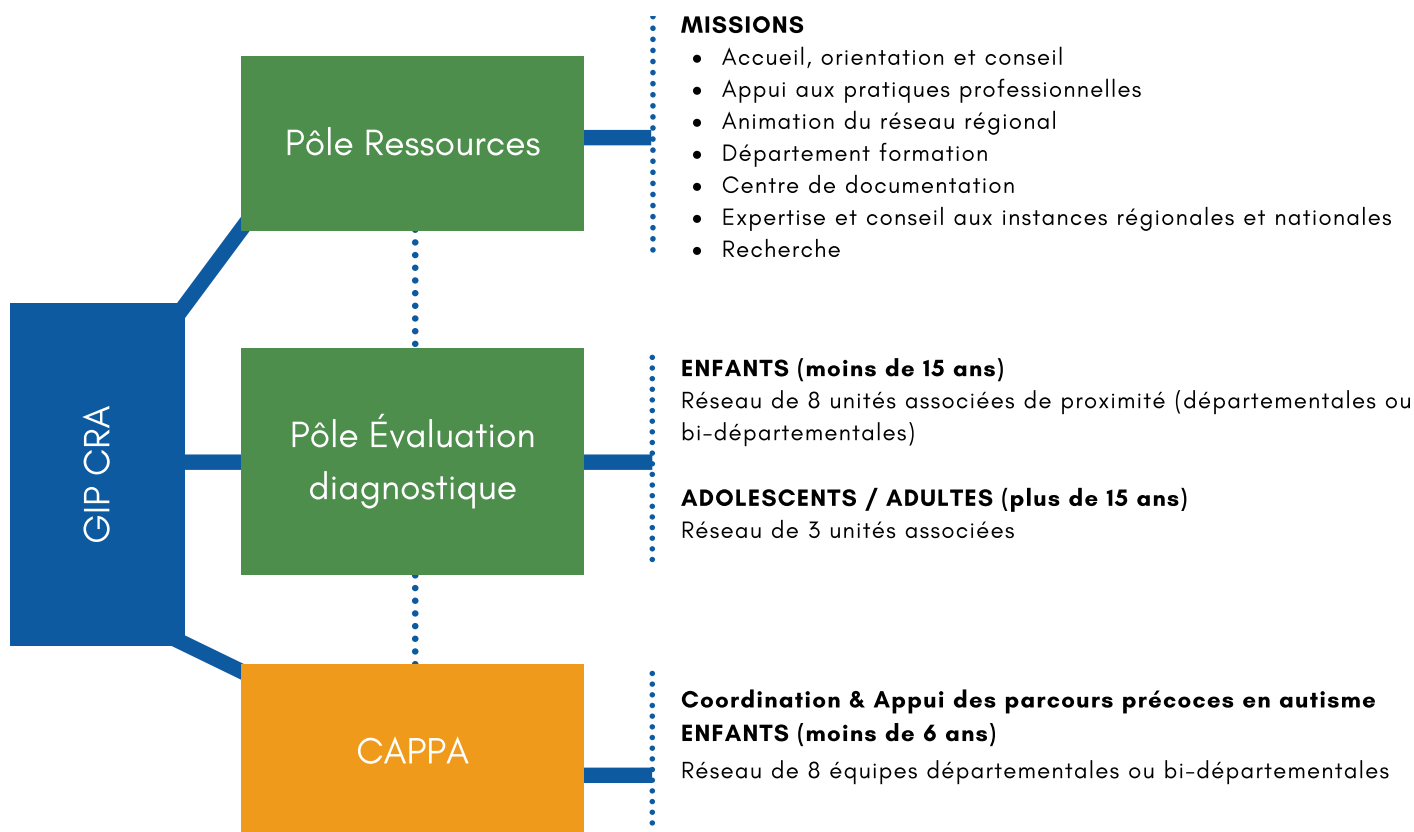 GIP CRA
Pôle Ressources
MISSIONS
Accueil, orientation et conseil
Appui aux pratiques professionnelles
Animation du réseau régional
Département formation
Centre de documentation
Expertise et conseil aux instances régionales et nationales
Recherche
Pôle Évaluation
diagnostique
ENFANTS (moins de 15 ans)
Réseau de 8 unités associées de proximité (départementales ou
bi-départementales)
ADOLESCENTS / ADULTES (plus de 15 ans)
Réseau de 3 unités associées
CAPPA
Coordination & Appui des parcours précoces en autisme
ENFANTS (moins de 6 ans)
Réseau de 8 équipes départementales ou bi-départementales